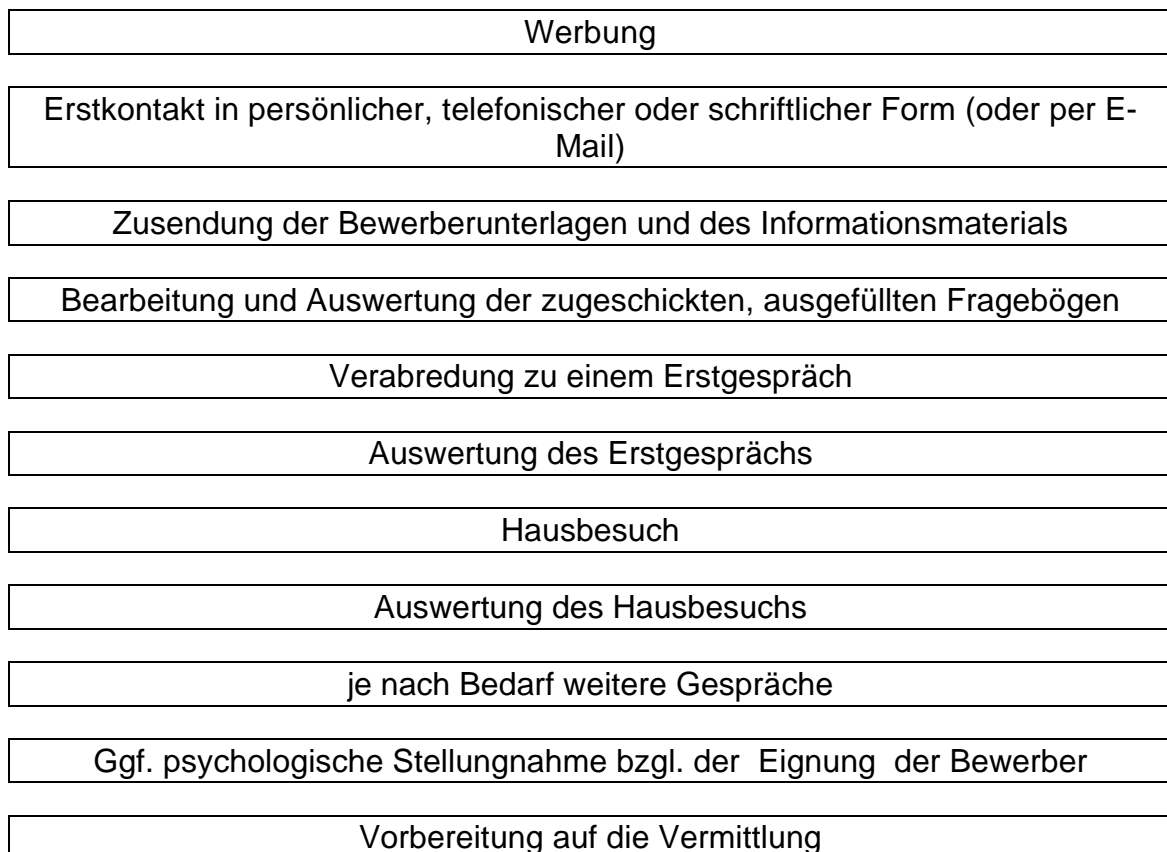 Werbung
Erstkontakt in persönlicher, telefonischer oder schriftlicher Form (oder per E-
Mail)
Zusendung der Bewerberunterlagen und des Informationsmaterials
Bearbeitung und Auswertung der zugeschickten, ausgefüllten Fragebögen
Verabredung zu einem Erstgespräch
Auswertung des Erstgesprächs
Hausbesuch
Auswertung des Hausbesuchs
je nach Bedarf weitere Gespräche
Ggf. psychologische Stellungnahme bzgl. der  Eignung  der Bewerber
Vorbereitung auf die Vermittlung